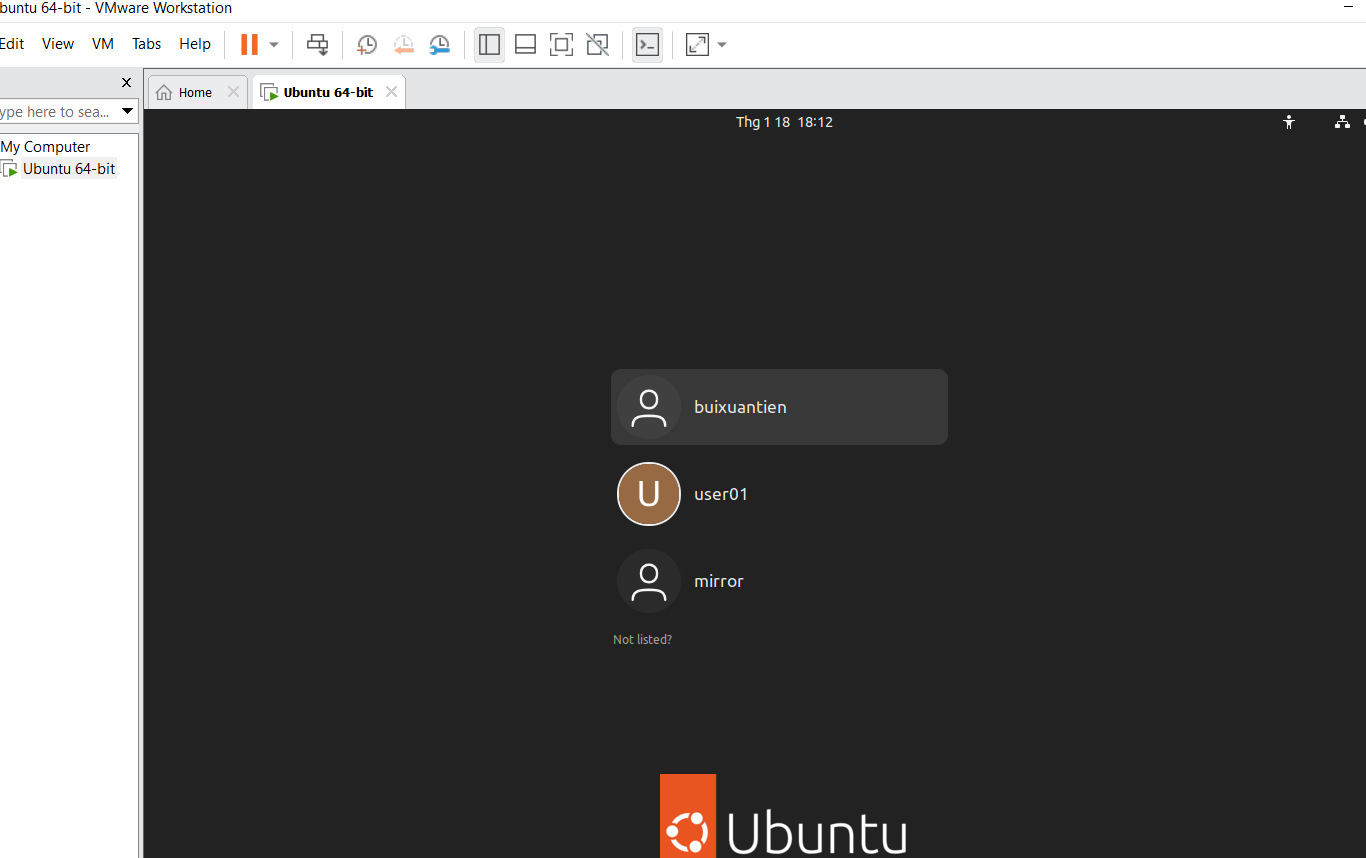 buntu 64-bit - VMware Workstation
Edit View VM Tabs Help
Home
Ubuntu 64-bit
ype here to sea...
Thg 1 18 18:12
My Computer
Ubuntu 64-bit
buixuantien
U
user01
mirror
Not listed?
Ubuntu